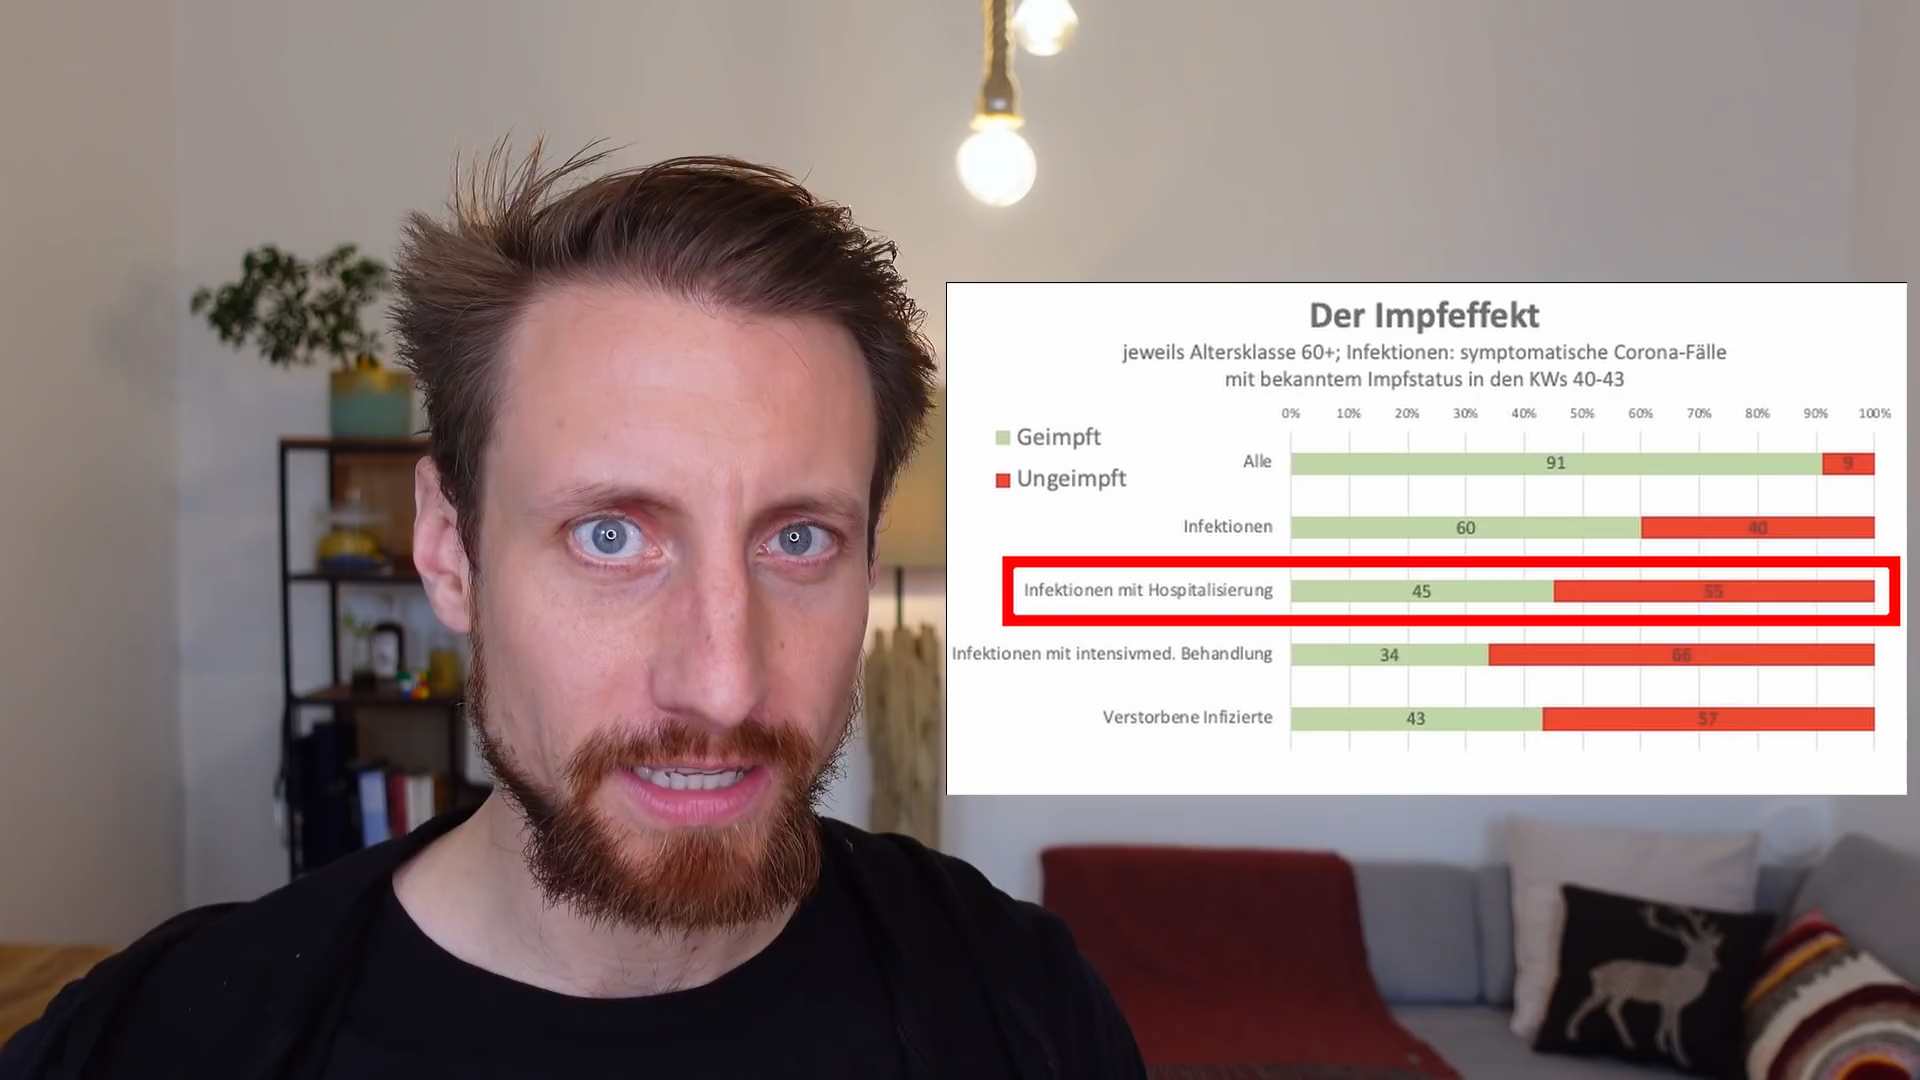 Der Impfeffekt
jeweils Altersklasse 60+; Infektionen: symptomatische Corona-Fälle
mit bekanntem Impfstatus in den KWs 40-43
0% 10% 20% 30% 40% 50% 60% 70% 80% 90% 100%
Geimpft
Ungeimpft
Alle 91 9
Infektionen 60 40
Infektionen mit Hospitalisierung 45 55
Infektionen mit intensivmed. Behandlung 34 66
Verstorbene Infizierte 43 57